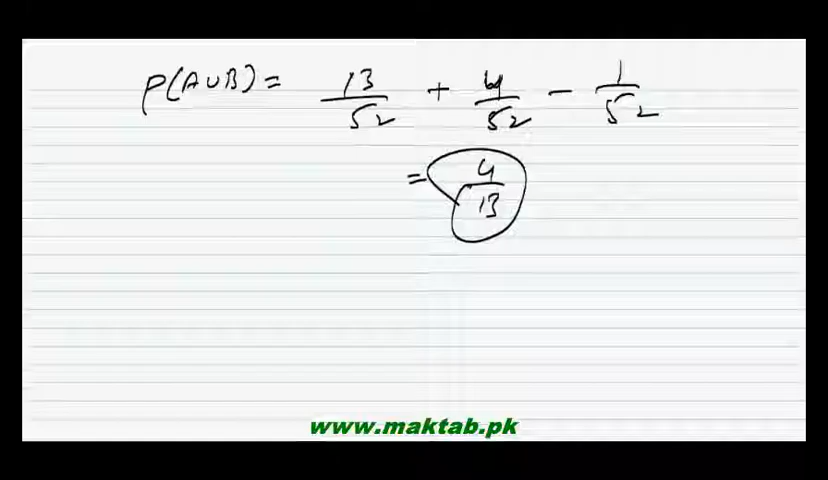 P(A∪B) = 13/52 + 4/52 - 1/52
= 4/13
www.maktab.pk